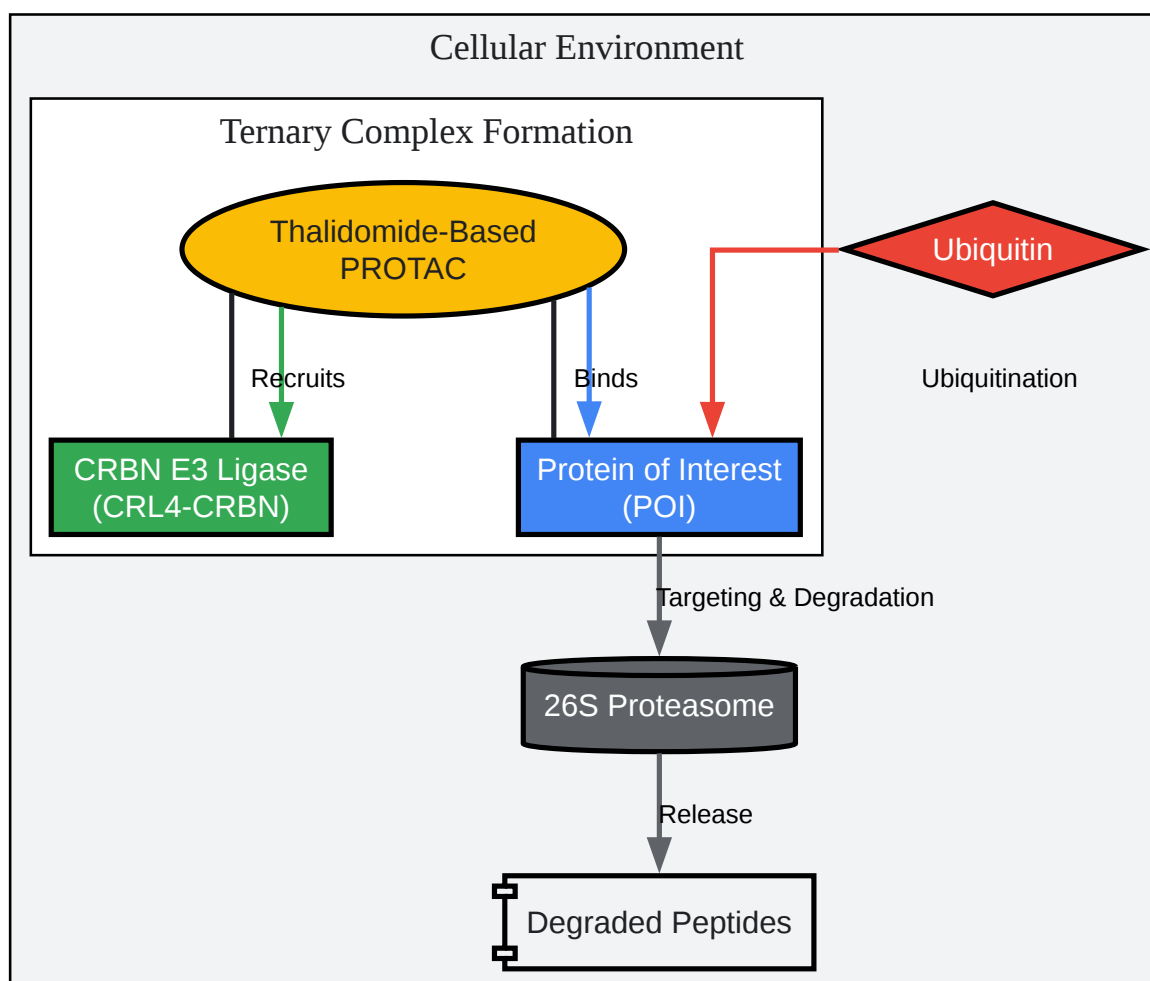 Cellular Environment
Ternary Complex Formation
Thalidomide-Based
PROTAC
Ubiquitin
Recruits
Binds
Ubiquitination
CRBN E3 Ligase
(CRL4-CRBN)
Protein of Interest
(POI)
Targeting & Degradation
26S Proteasome
Release
Degraded Peptides